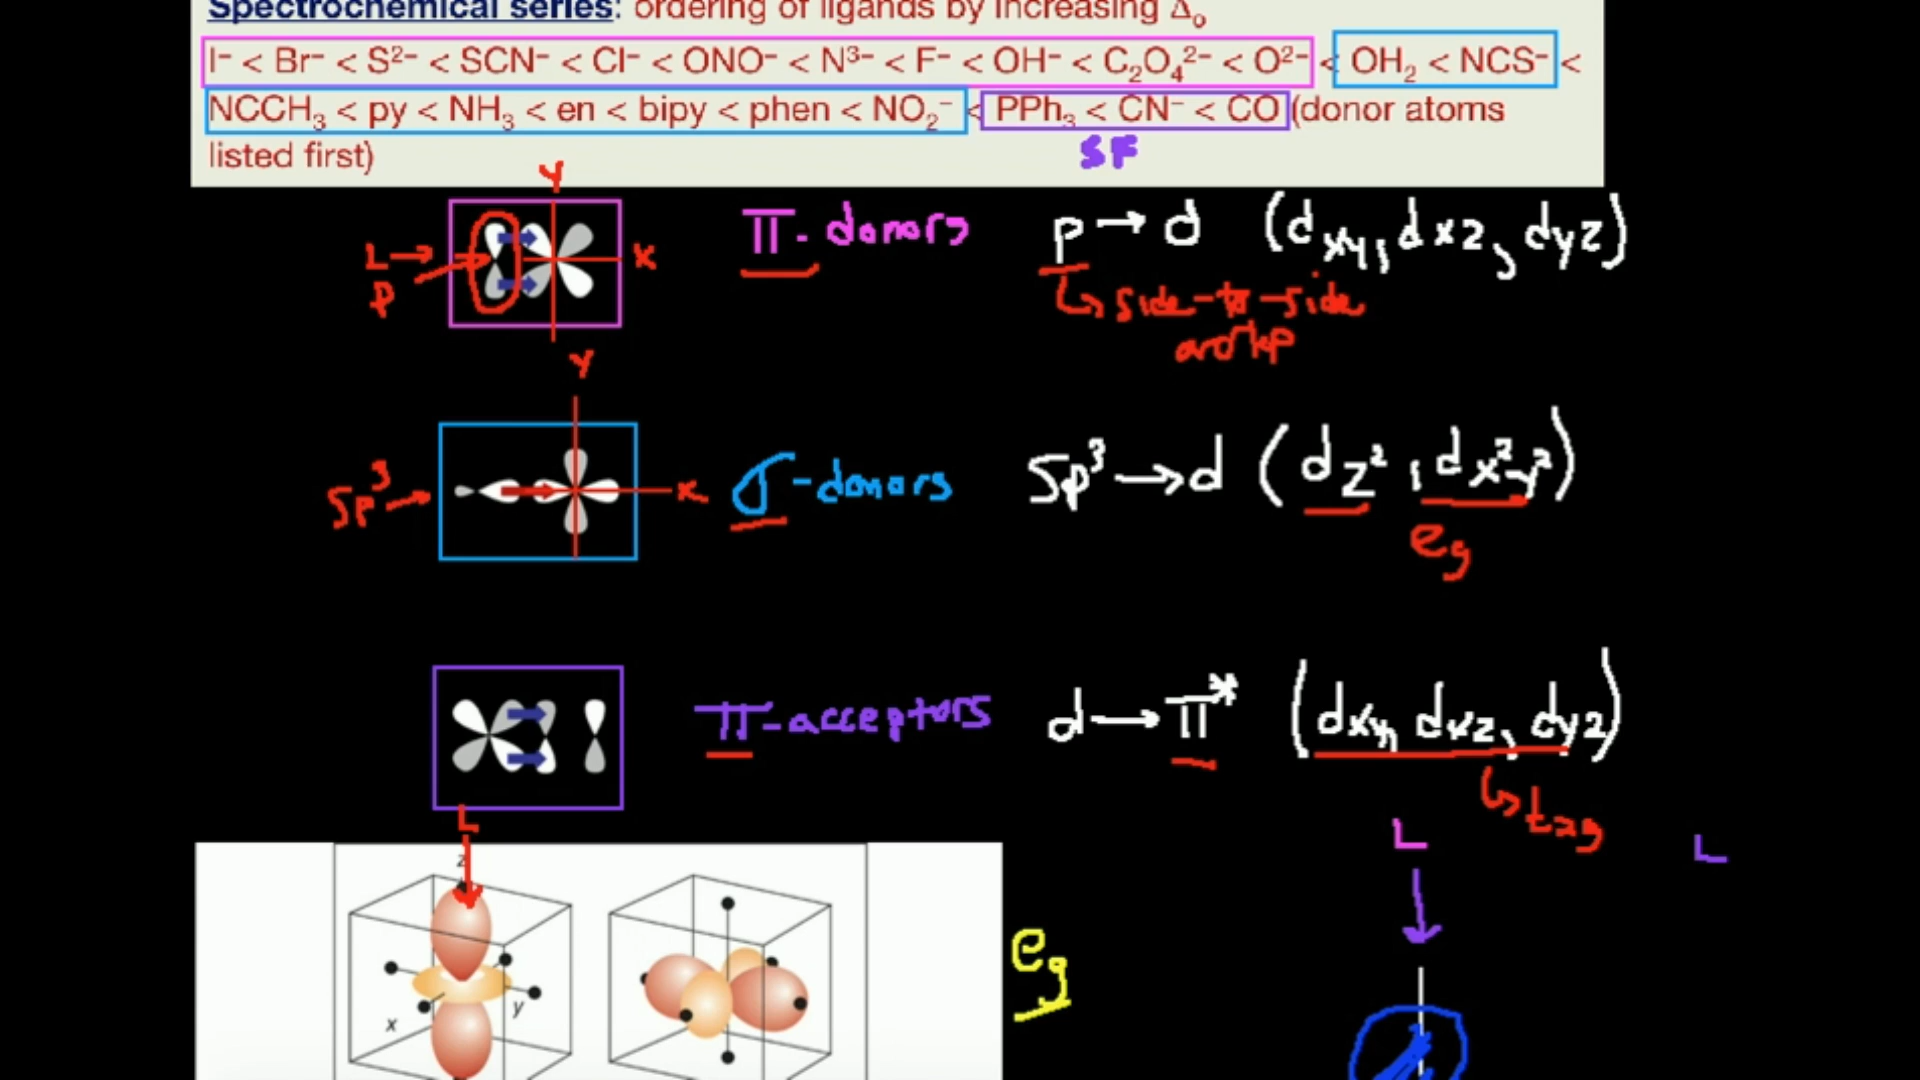 Spectrochemical series: ordering of ligands by increasing Δo
I⁻ < Br⁻ < S²⁻ < SCN⁻ < Cl⁻ < ONO⁻ < N³⁻ < F⁻ < OH⁻ < C₂O₄²⁻ < O²⁻ < OH₂ < NCS⁻ <
NCCH₃ < py < NH₃ < en < bipy < phen < NO₂⁻ < PPh₃ < CN⁻ < CO (donor atoms
listed first)
SF
y
L → x
p
π-donors p → d (dxy, dxz, dyz)
↳ side-to-side
y
sp³ → x
σ-donors sp³ → d (dz², dx²-y²)
eg
π-acceptors d → π* (dxy, dxz, dyz)
↳ t2g
L
L L
z
x y
eg